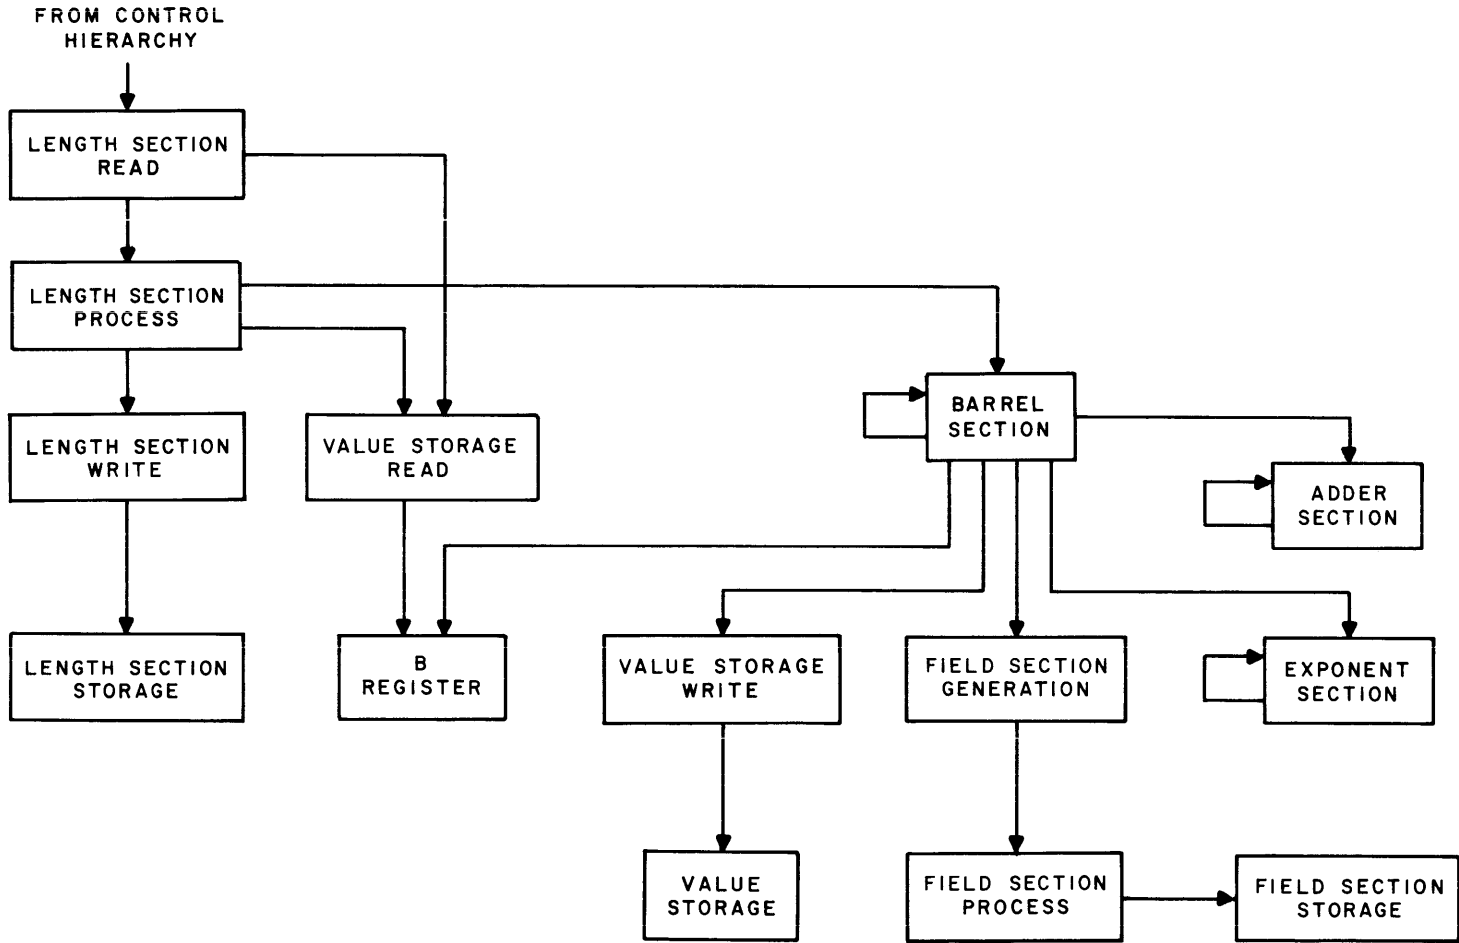 FROM CONTROL
HIERARCHY
LENGTH SECTION
READ
LENGTH SECTION
PROCESS
LENGTH SECTION
WRITE
VALUE STORAGE
READ
BARREL
SECTION
ADDER
SECTION
LENGTH SECTION
STORAGE
B
REGISTER
VALUE STORAGE
WRITE
FIELD SECTION
GENERATION
EXPONENT
SECTION
VALUE
STORAGE
FIELD SECTION
PROCESS
FIELD SECTION
STORAGE